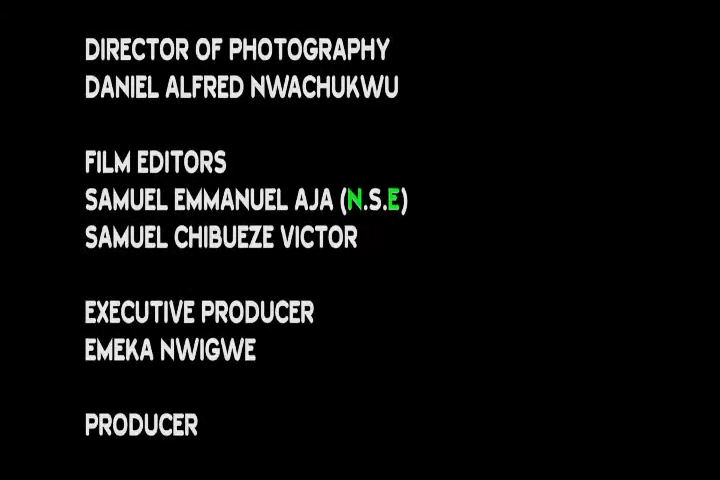 DIRECTOR OF PHOTOGRAPHY
DANIEL ALFRED NWACHUKWU
FILM EDITORS
SAMUEL EMMANUEL AJA (N.S.E)
SAMUEL CHIBUEZE VICTOR
EXECUTIVE PRODUCER
EMEKA NWIGWE
PRODUCER